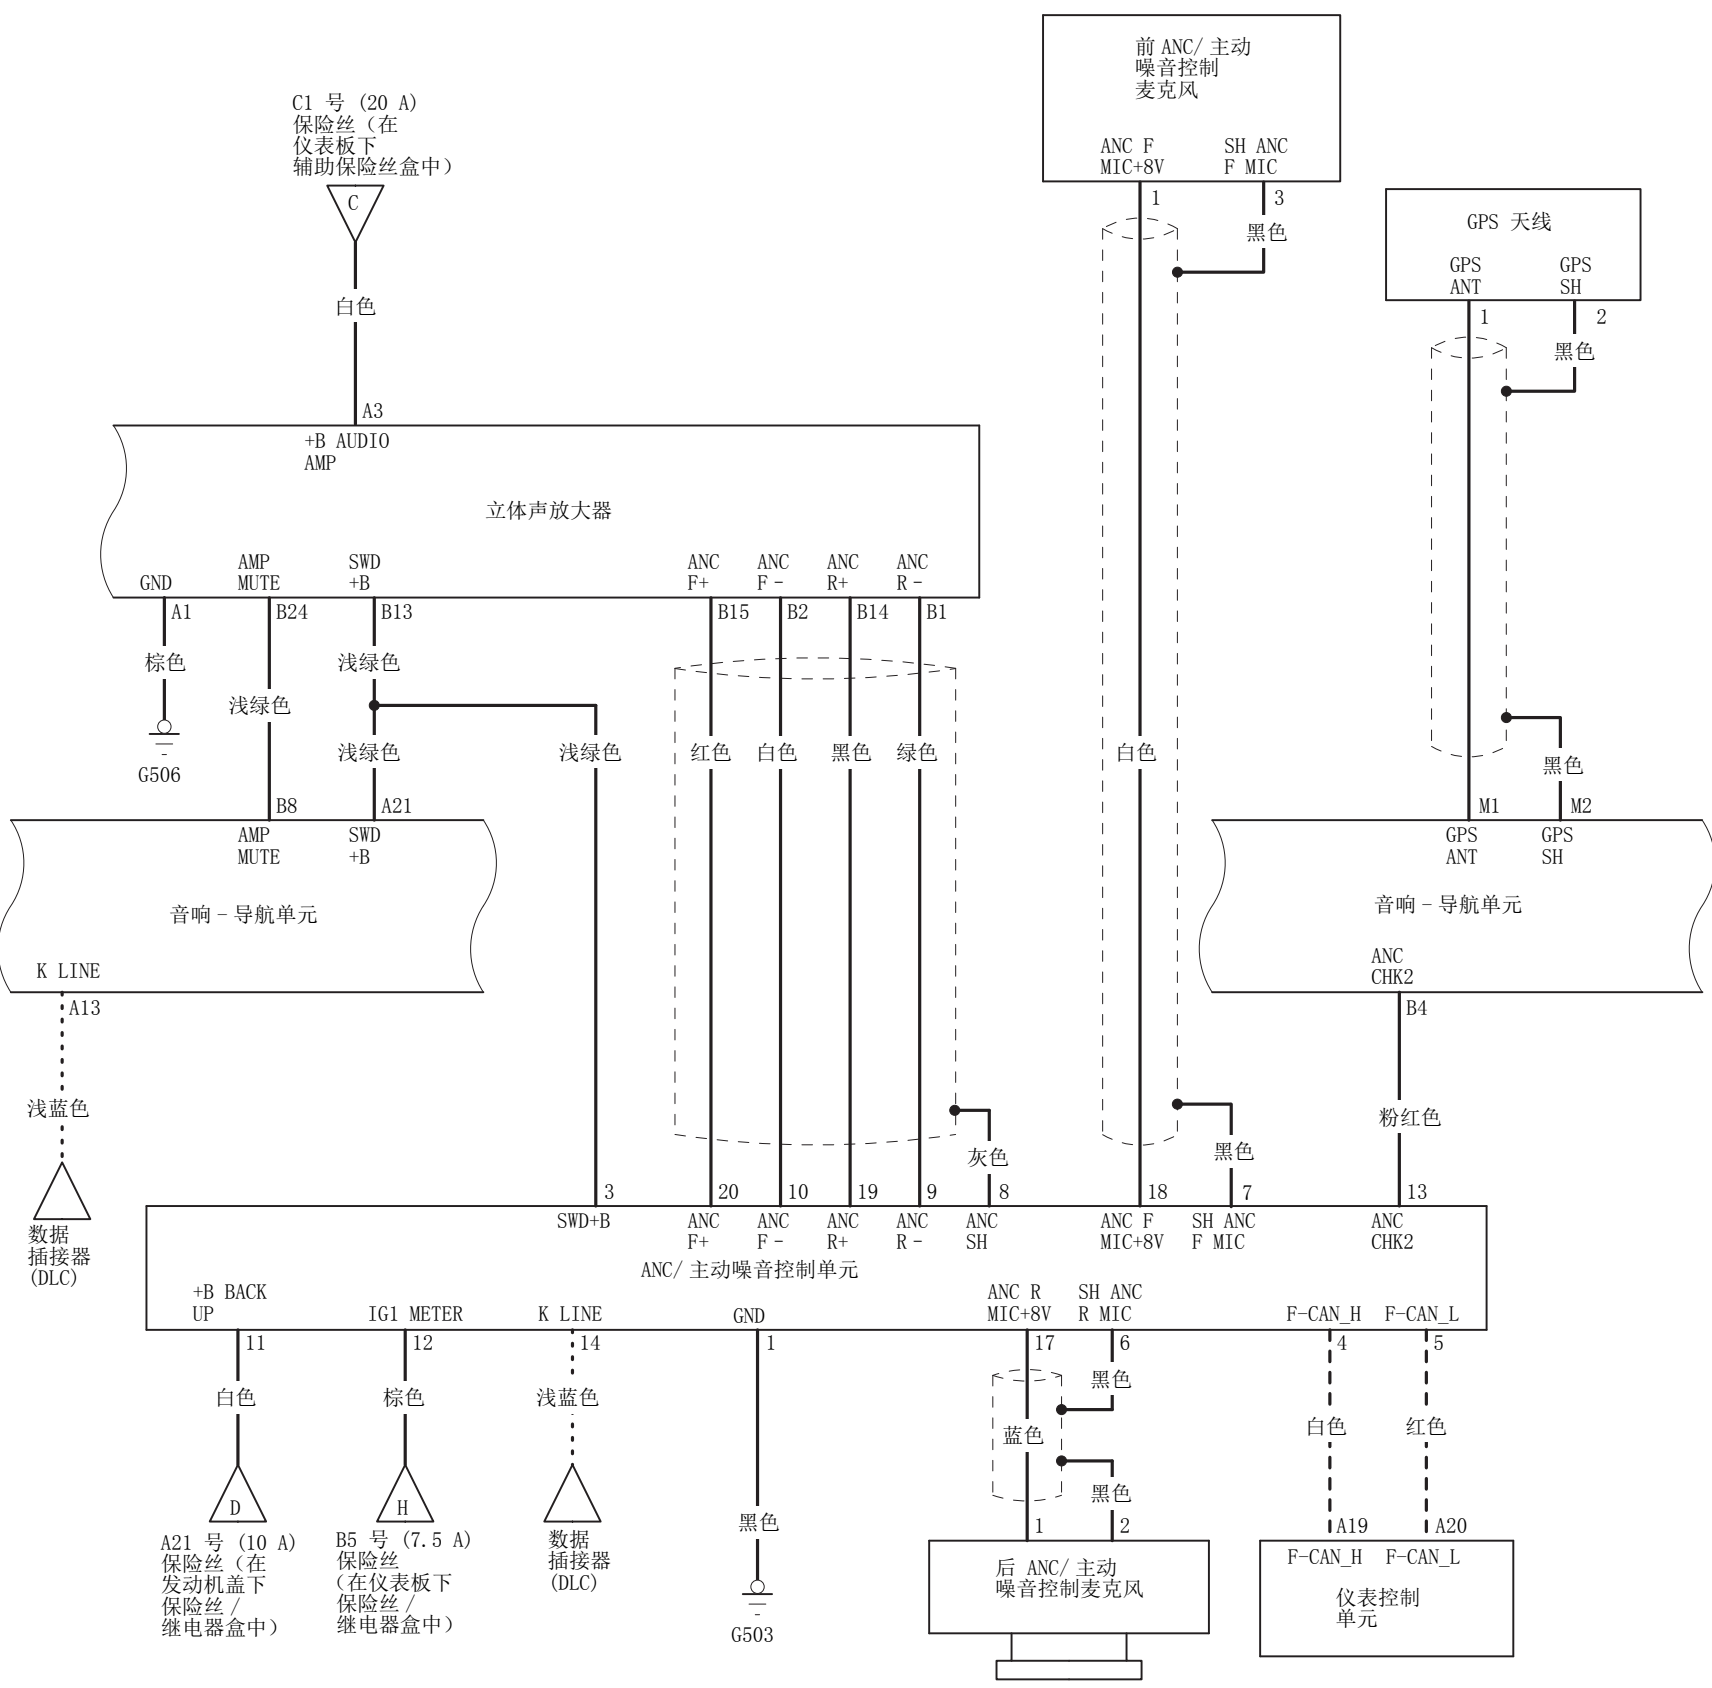 前 ANC/ 主动
噪音控制
麦克风
ANC F
MIC+8V
SH ANC
F MIC
1
3
黑色
C1 号 (20 A)
保险丝（在
仪表板下
辅助保险丝盒中）
C
白色
A3
GPS 天线
GPS
ANT
GPS
SH
1
2
黑色
+B AUDIO
AMP
立体声放大器
GND
AMP
MUTE
SWD
+B
ANC
F+
ANC
F-
ANC
R+
ANC
R-
A1
B24
B13
B15
B2
B14
B1
棕色
浅绿色
浅绿色
G506
浅绿色
浅绿色
红色
白色
黑色
绿色
白色
黑色
B8
A21
M1
M2
AMP
MUTE
SWD
+B
GPS
ANT
GPS
SH
音响-导航单元
音响-导航单元
K LINE
ANC
CHK2
A13
B4
浅蓝色
粉红色
灰色
黑色
数据
插接器
(DLC)
3
20
10
19
9
8
18
7
13
SWD+B
ANC
F+
ANC
F-
ANC
R+
ANC
R-
ANC
SH
ANC F
MIC+8V
SH ANC
F MIC
ANC
CHK2
ANC/ 主动噪音控制单元
+B BACK
UP
IG1 METER
K LINE
GND
ANC R
MIC+8V
SH ANC
R MIC
F-CAN_H
F-CAN_L
11
12
14
1
17
6
4
5
白色
棕色
浅蓝色
黑色
蓝色
黑色
白色
红色
D
H
黑色
1
2
A19
A20
A21 号 (10 A)
保险丝（在
发动机盖下
保险丝 /
继电器盒中）
B5 号 (7.5 A)
保险丝
（在仪表板下
保险丝 /
继电器盒中）
数据
插接器
(DLC)
G503
后 ANC/ 主动
噪音控制麦克风
F-CAN_H
F-CAN_L
仪表控制
单元